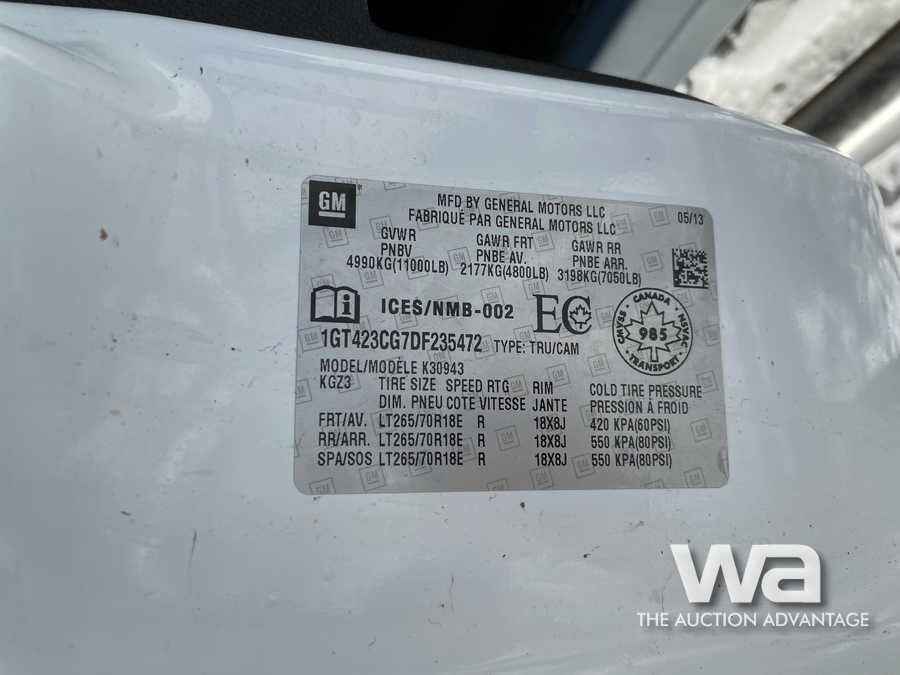 GM
MFD BY GENERAL MOTORS LLC
FABRIQUÉ PAR GENERAL MOTORS LLC
05/13
GVWR GAWR FRT GAWR RR
PNBV PNBE AV. PNBE ARR.
4990KG(11000LB) 2177KG(4800LB) 3198KG(7050LB)
ICES/NMB-002 EC
CANADA
CMVSS 985 NSVAC
TRANSPORT
1GT423CG7DF235472 TYPE: TRU/CAM
MODEL/MODÈLE K30943
KGZ3 TIRE SIZE SPEED RTG RIM COLD TIRE PRESSURE
DIM. PNEU COTE VITESSE JANTE PRESSION À FROID
FRT/AV. LT265/70R18E R 18X8J 420 KPA(60PSI)
RR/ARR. LT265/70R18E R 18X8J 550 KPA(80PSI)
SPA/SOS LT265/70R18E R 18X8J 550 KPA(80PSI)
wa
THE AUCTION ADVANTAGE